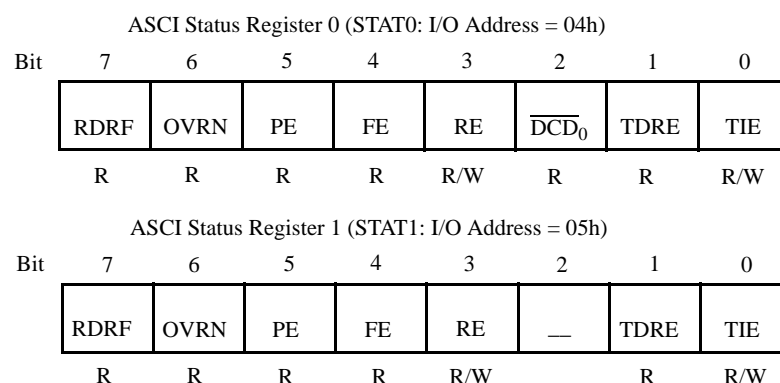 ASCI Status Register 0 (STAT0: I/O Address = 04h)
Bit 7 6 5 4 3 2 1 0
RDRF OVRN PE FE RE D̅C̅D̅₀ TDRE TIE
R R R R R/W R R R/W
ASCI Status Register 1 (STAT1: I/O Address = 05h)
Bit 7 6 5 4 3 2 1 0
RDRF OVRN PE FE RE __ TDRE TIE
R R R R R/W R R/W